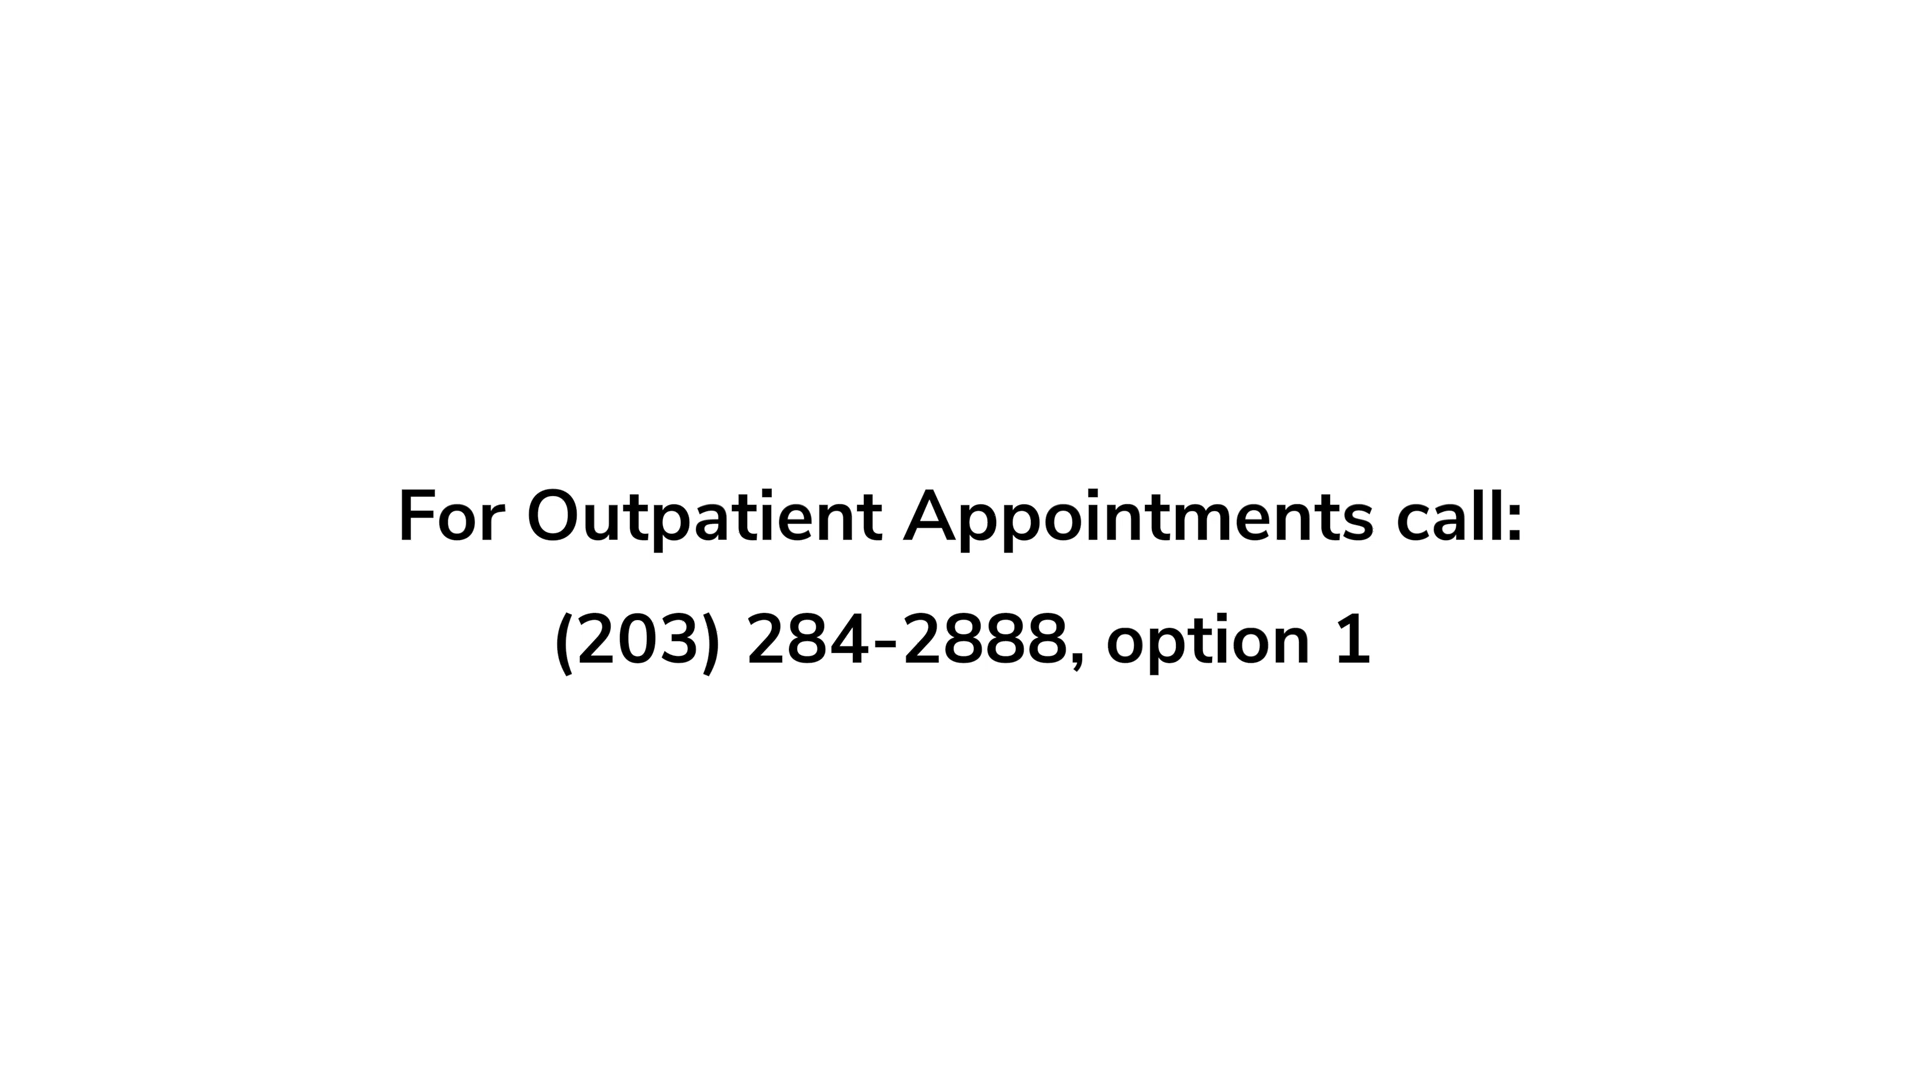 For Outpatient Appointments call:
(203) 284-2888, option 1